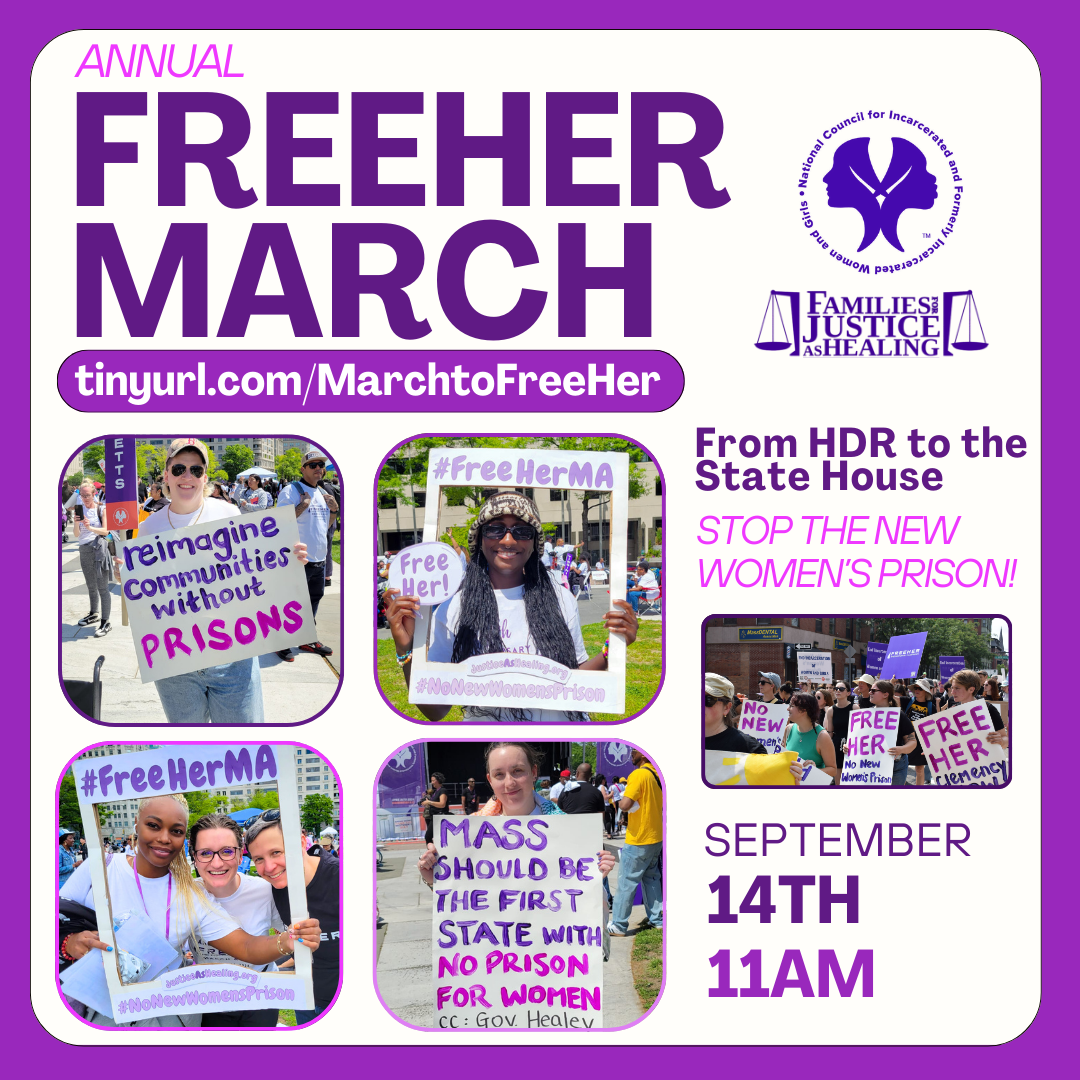 ANNUAL
FREEHER
MARCH
tinyurl.com/MarchtoFreeHer
National Council for Incarcerated and Formerly Incarcerated Women and Girls •
TM
FAMILIES FOR
JUSTICE
AS HEALING
From HDR to the
State House
STOP THE NEW
WOMEN'S PRISON!
ETTS
reimagine
communities
without
PRISONS
#FreeHerMA
Free
Her!
JusticeAsHealing.org
#NoNewWomensPrison
NO
NEW
FREE
HER
No New
Women's Prison
FREEHER
FREE
HER
Clemency
#FreeHerMA
JusticeAsHealing.org
#NoNewWomensPrison
MASS
SHOULD BE
THE FIRST
STATE WITH
NO PRISON
FOR WOMEN
CC: Gov. Healey
SEPTEMBER
14TH
11AM